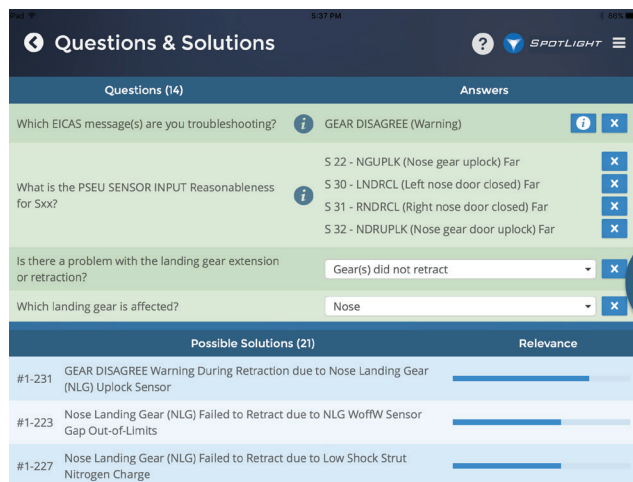 5:37 PM
Questions & Solutions
?
SPOTLIGHT
Questions (14)
Answers
Which EICAS message(s) are you troubleshooting?
i
GEAR DISAGREE (Warning)
i
x
What is the PSEU SENSOR INPUT Reasonableness
for Sxx?
i
S 22 - NGUPLK (Nose gear uplock) Far
x
S 30 - LNDRCL (Left nose door closed) Far
x
S 31 - RNDRCL (Right nose door closed) Far
x
S 32 - NDRUPLK (Nose gear door uplock) Far
x
Is there a problem with the landing gear extension
or retraction?
Gear(s) did not retract
x
Which landing gear is affected?
Nose
x
Possible Solutions (21)
Relevance
#1-231
GEAR DISAGREE Warning During Retraction due to Nose Landing Gear
(NLG) Uplock Sensor
#1-223
Nose Landing Gear (NLG) Failed to Retract due to NLG WoffW Sensor
Gap Out-of-Limits
#1-227
Nose Landing Gear (NLG) Failed to Retract due to Low Shock Strut
Nitrogen Charge